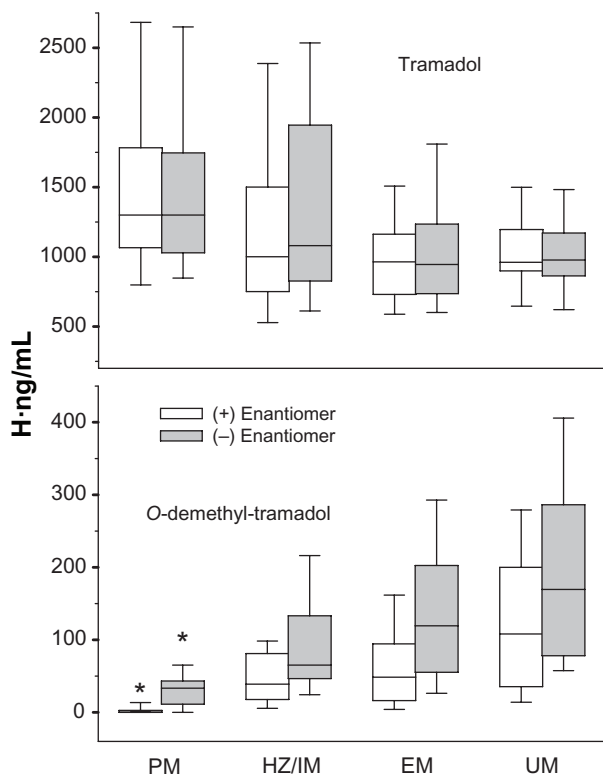 2500
Tramadol
2000
1500
1000
500
H·ng/mL
400
(+) Enantiomer
(–) Enantiomer
300
O-demethyl-tramadol
200
100
* *
0
PM HZ/IM EM UM